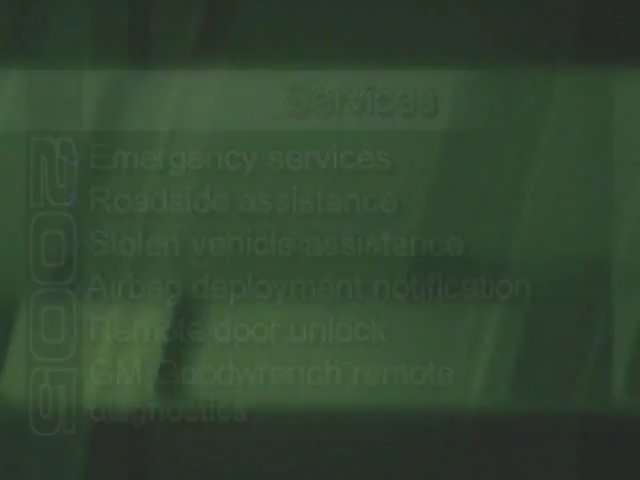 Services
Emergency services
Roadside assistance
Stolen vehicle assistance
Airbag deployment notification
Remote door unlock
GM Goodwrench remote
diagnostics